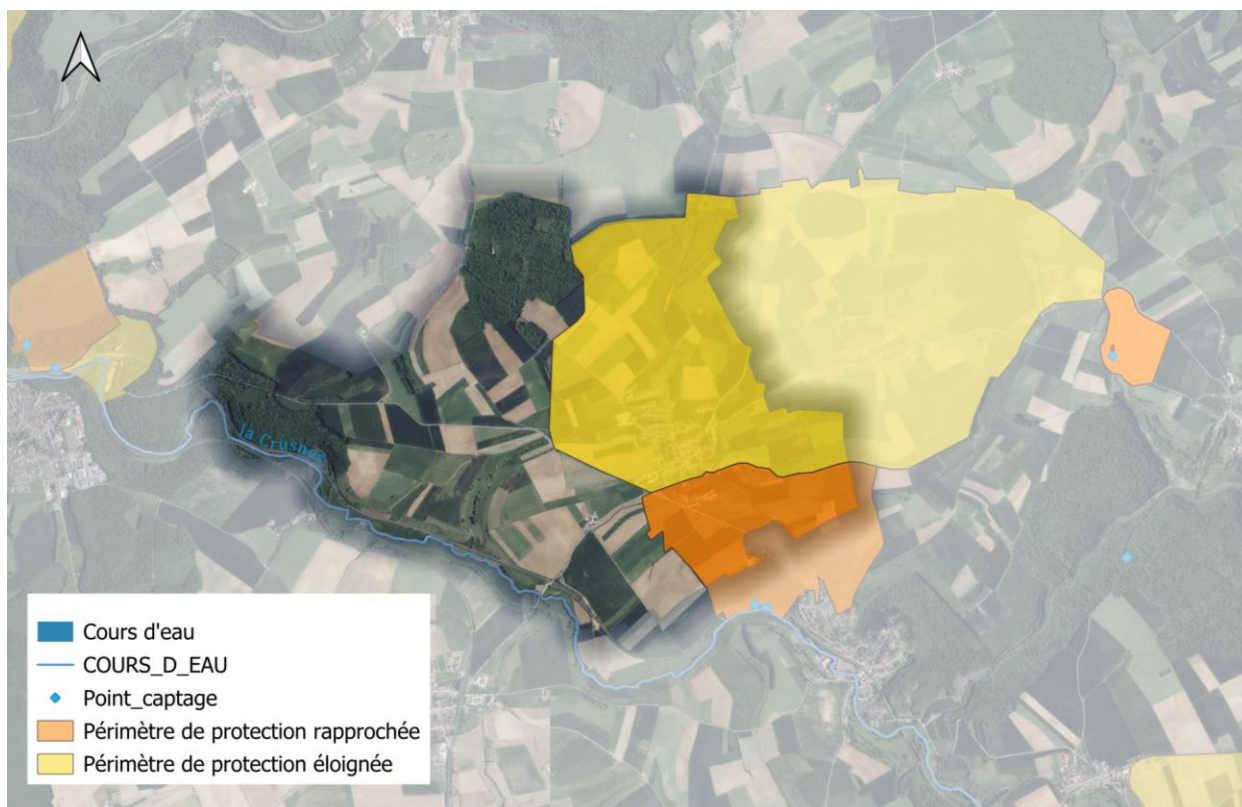 la Crusnes
Cours d'eau
COURS_D_EAU
Point_captage
Périmètre de protection rapprochée
Périmètre de protection éloignée